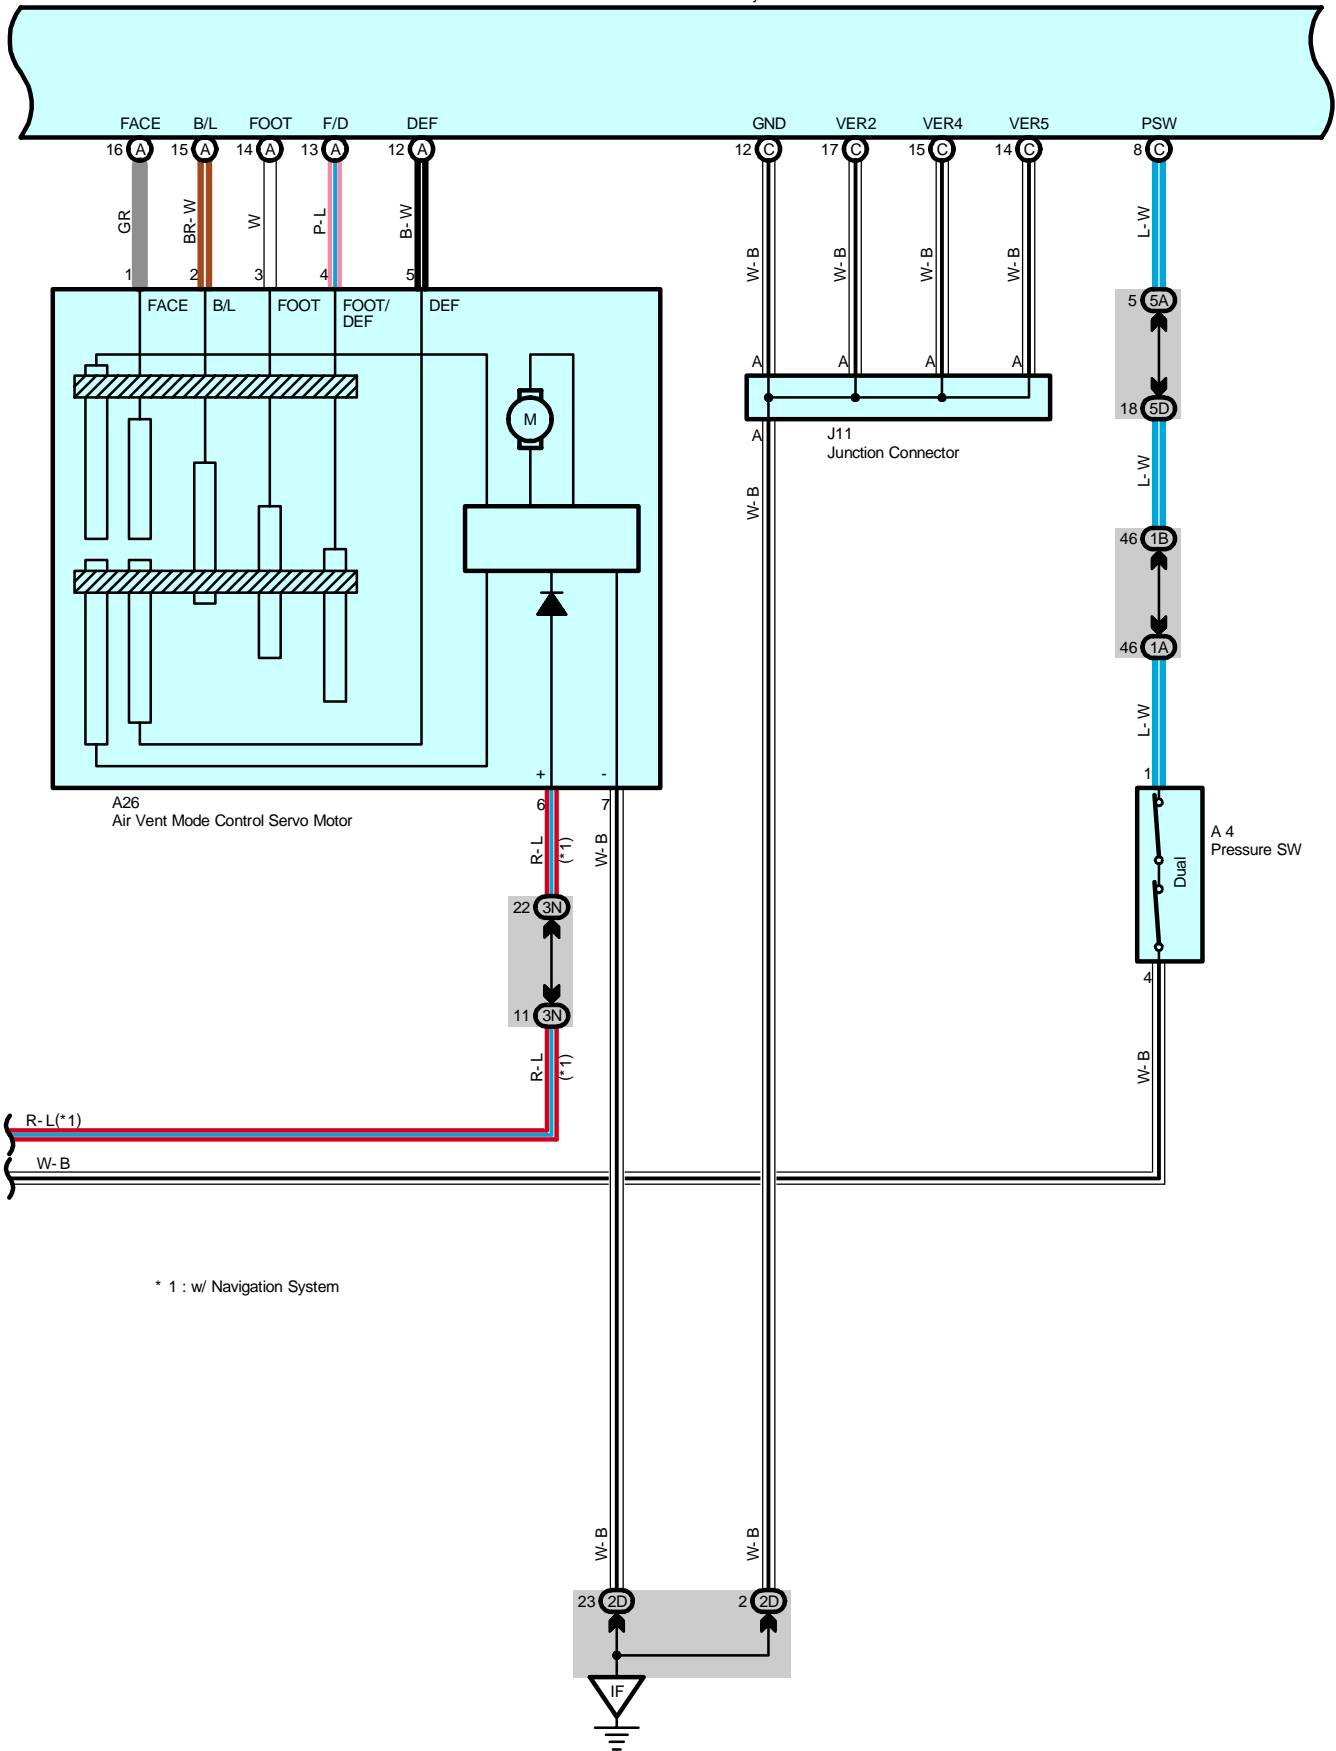 FACE B/L FOOT F/D DEF GND VER2 VER4 VER5 PSW
16 A 15 A 14 A 13 A 12 A 12 C 17 C 15 C 14 C 8 C
GR BR- W W P- L B- W W- B W- B W- B W- B L- W
1 2 3 4 5
5 5A
FACE B/L FOOT FOOT/ DEF
DEF
A A A A
M
18 5D
A
J11
Junction Connector
W- B L- W
46 1B
46 1A
L- W
+ -
1
A26
Air Vent Mode Control Servo Motor
6 7
R- L (*1) W- B
Dual
A 4
Pressure SW
22 3N
4
11 3N
R- L (*1) W- B
R- L(*1)
W- B
* 1 : w/ Navigation System
W- B W- B
23 2D 2 2D
IF